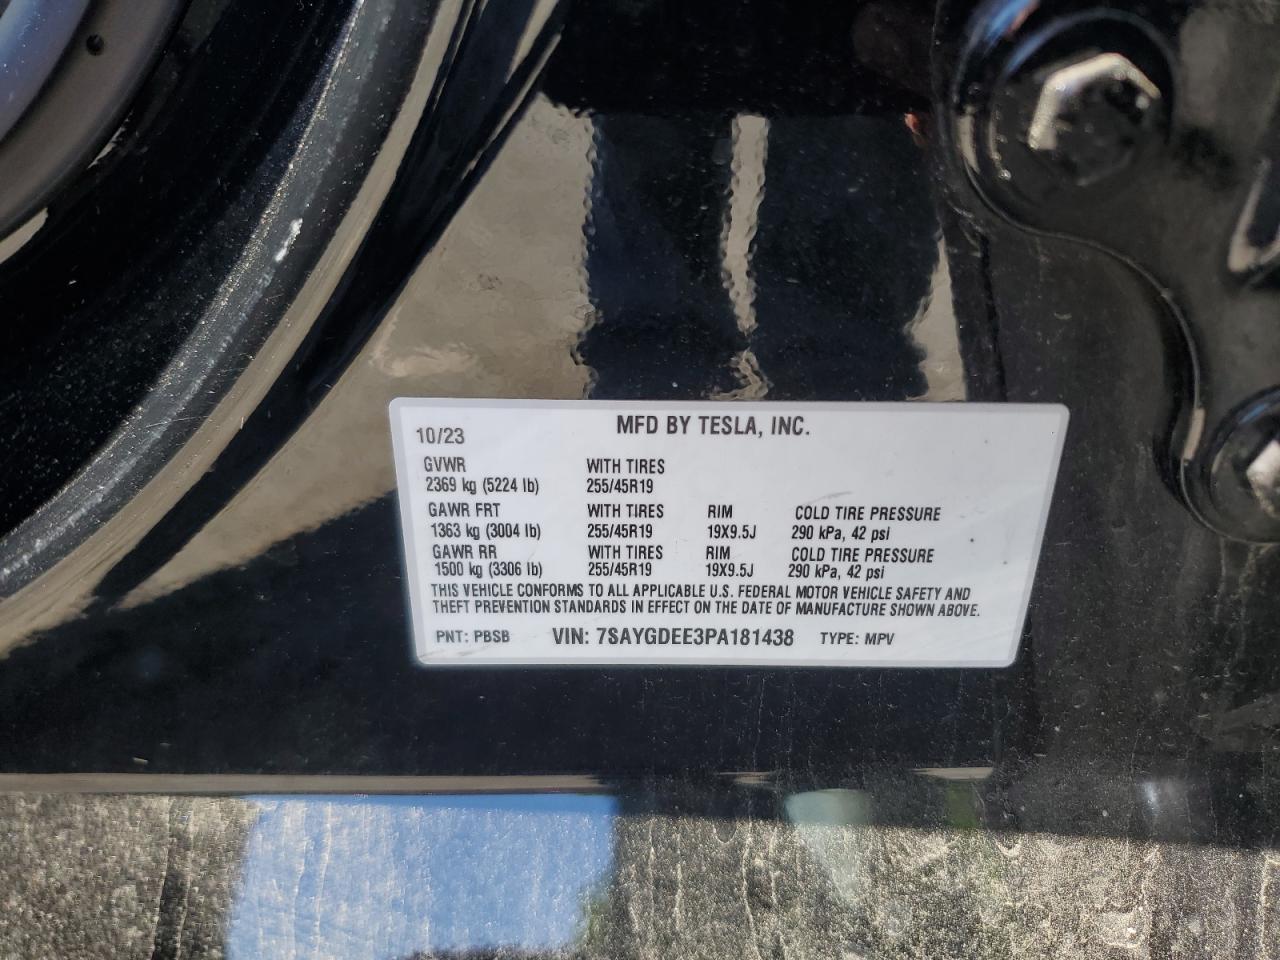 MFD BY TESLA, INC.
10/23
GVWR WITH TIRES
2369 kg (5224 lb) 255/45R19
GAWR FRT WITH TIRES RIM COLD TIRE PRESSURE
1363 kg (3004 lb) 255/45R19 19X9.5J 290 kPa, 42 psi
GAWR RR WITH TIRES RIM COLD TIRE PRESSURE
1500 kg (3306 lb) 255/45R19 19X9.5J 290 kPa, 42 psi
THIS VEHICLE CONFORMS TO ALL APPLICABLE U.S. FEDERAL MOTOR VEHICLE SAFETY AND
THEFT PREVENTION STANDARDS IN EFFECT ON THE DATE OF MANUFACTURE SHOWN ABOVE.
PNT: PBSB VIN: 7SAYGDEE3PA181438 TYPE: MPV